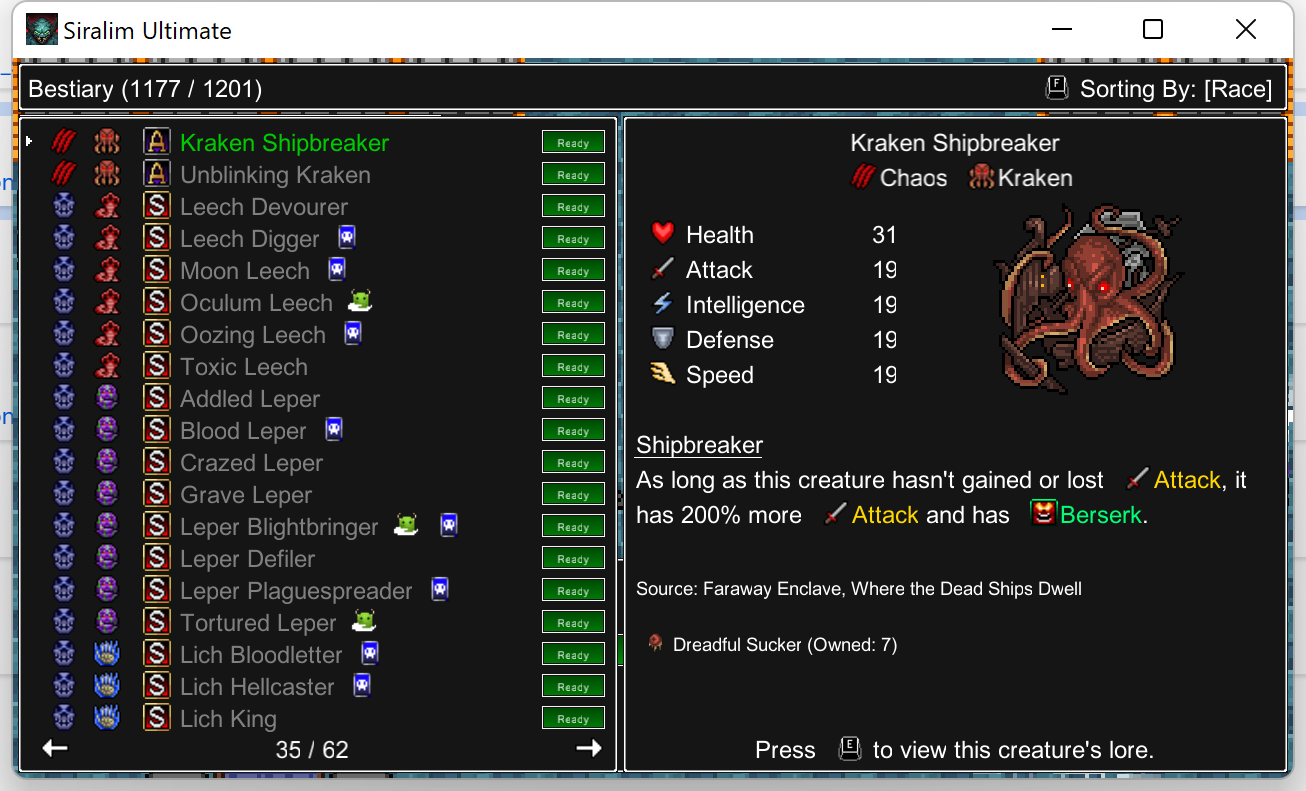 Siralim Ultimate
Bestiary (1177 / 1201)
F Sorting By: [Race]
A Kraken Shipbreaker Ready
A Unblinking Kraken Ready
S Leech Devourer Ready
S Leech Digger Ready
S Moon Leech Ready
S Oculum Leech Ready
S Oozing Leech Ready
S Toxic Leech Ready
S Addled Leper Ready
S Blood Leper Ready
S Crazed Leper Ready
S Grave Leper Ready
S Leper Blightbringer Ready
S Leper Defiler Ready
S Leper Plaguespreader Ready
S Tortured Leper Ready
S Lich Bloodletter Ready
S Lich Hellcaster Ready
S Lich King Ready
35 / 62
Kraken Shipbreaker
Chaos Kraken
Health 31
Attack 19
Intelligence 19
Defense 19
Speed 19
Shipbreaker
As long as this creature hasn't gained or lost Attack, it
has 200% more Attack and has Berserk.
Source: Faraway Enclave, Where the Dead Ships Dwell
Dreadful Sucker (Owned: 7)
Press E to view this creature's lore.